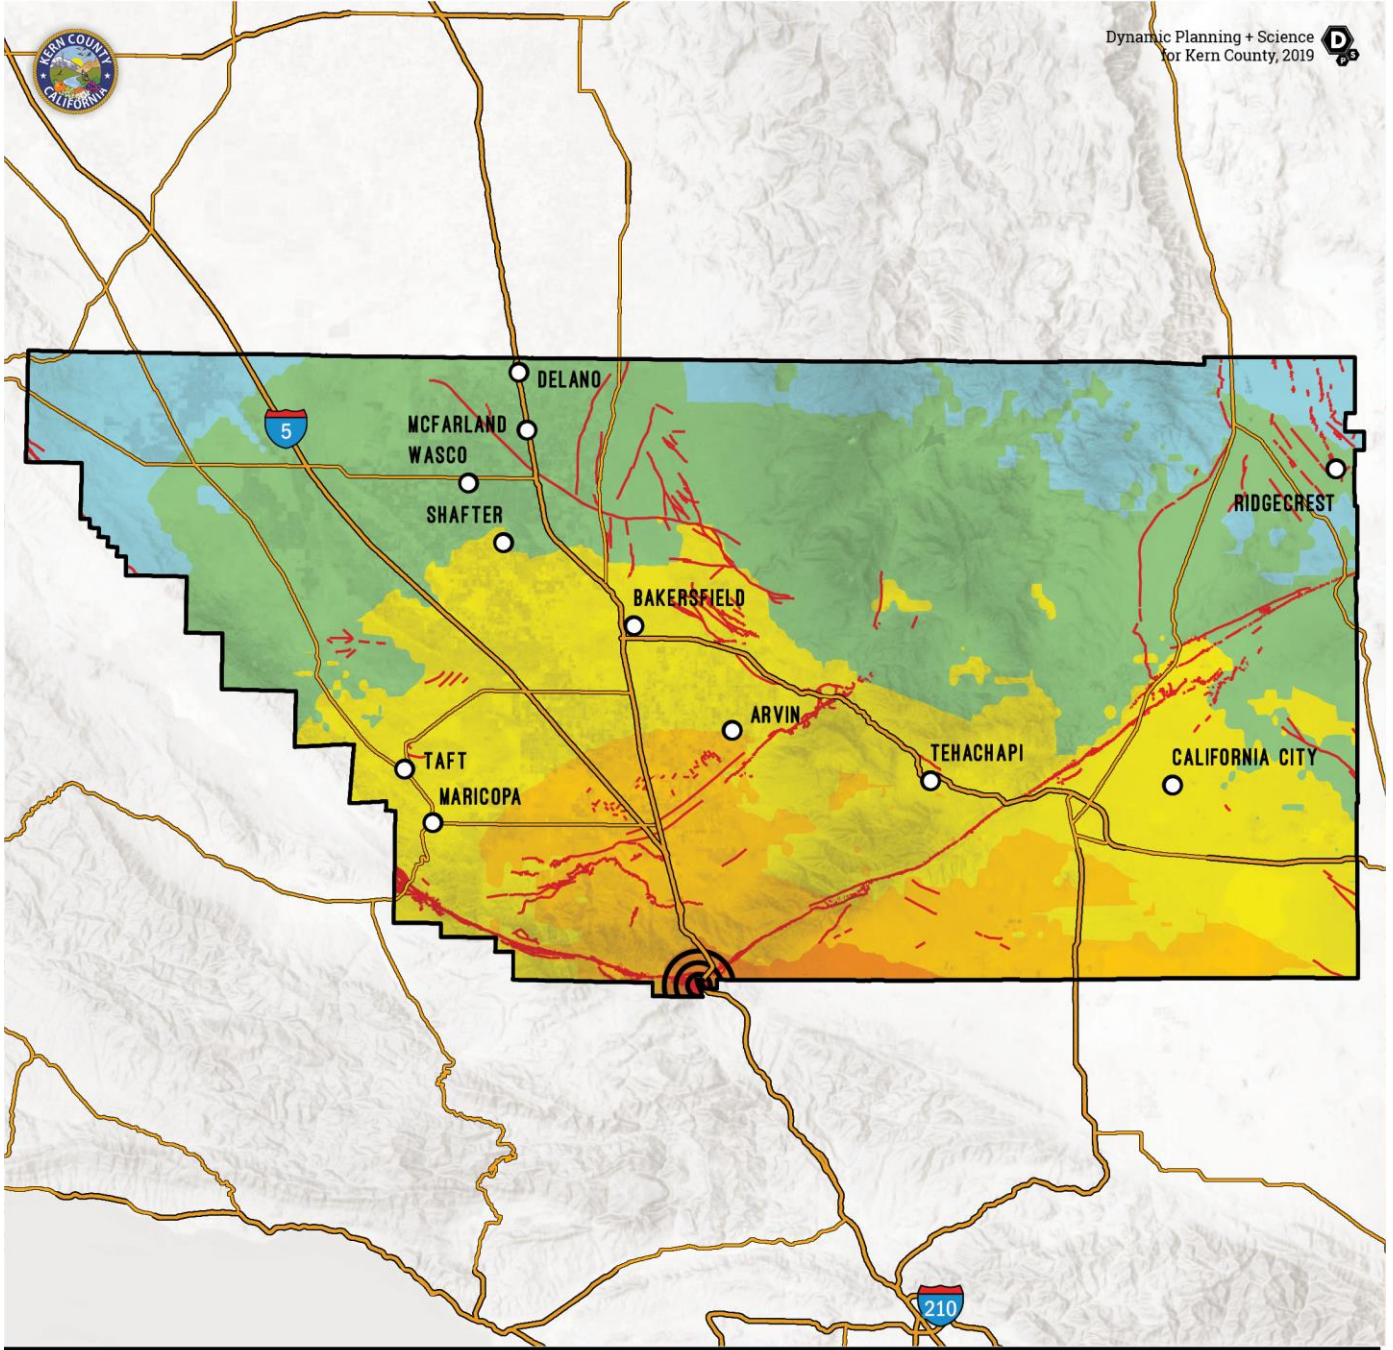 KERN COUNTY
CALIFORNIA
Dynamic Planning + Science
for Kern County, 2019
D
P
S
DELANO
MCFARLAND
5
WASCO
RIDGECREST
SHAFTER
BAKERSFIELD
ARVIN
TEHACHAPI
CALIFORNIA CITY
TAFT
MARICOPA
210